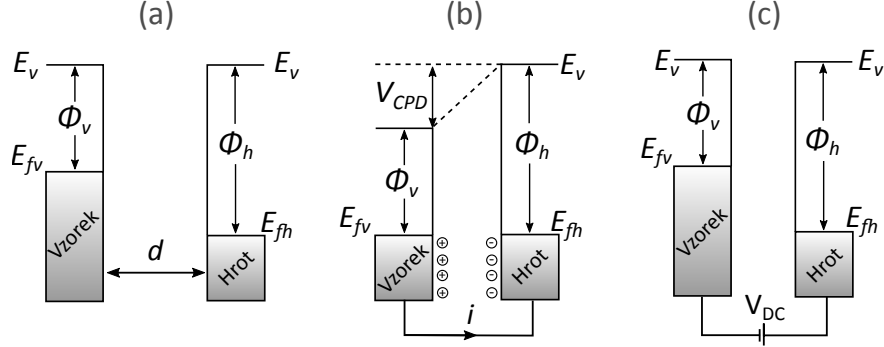 (a)
E_v
E_v
Φ_v
Φ_h
E_fv
E_fh
Vzorek
d
Hrot
(b)
E_v
V_CPD
Φ_v
Φ_h
E_fv
E_fh
Vzorek
Hrot
+ −
+ −
+ −
+ −
i
(c)
E_v
E_v
Φ_v
Φ_h
E_fv
E_fh
Vzorek
Hrot
V_DC